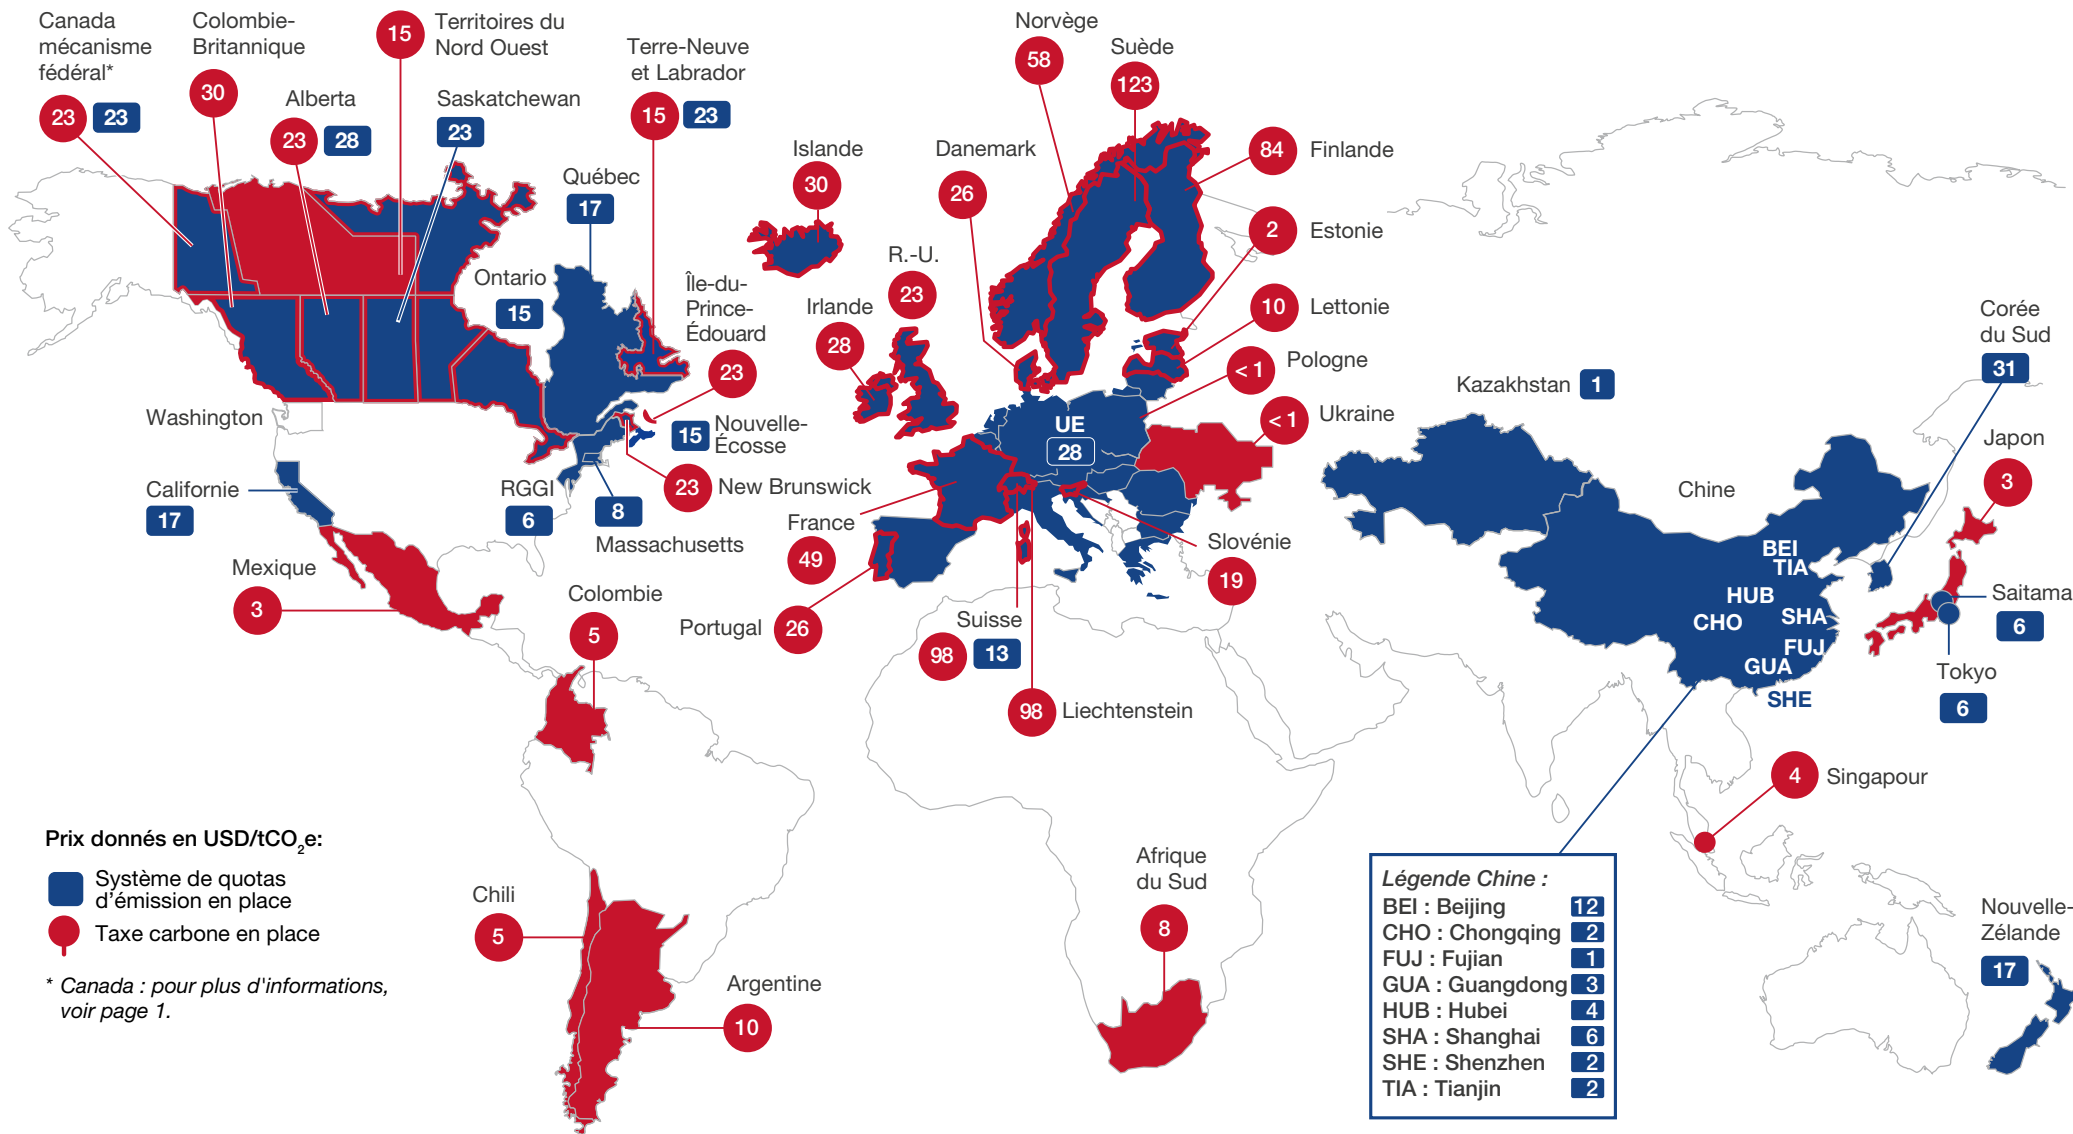 Canada
mécanisme
fédéral*
23 23
Colombie-
Britannique
30
Alberta
23 28
15
Territoires du
Nord Ouest
Saskatchewan
23
Terre-Neuve
et Labrador
15 23
Québec
17
Ontario
15
Île-du-
Prince-
Édouard
23
15 Nouvelle-
Écosse
23 New Brunswick
Washington
Californie
17
RGGI
6
8
Massachusetts
Mexique
3
Colombie
5
Chili
5
Argentine
10
Islande
30
Norvège
58
Suède
123
Danemark
26
84 Finlande
2 Estonie
10 Lettonie
< 1 Pologne
< 1 Ukraine
R.-U.
23
Irlande
28
UE
28
France
49
Portugal 26
Suisse
98 13
98 Liechtenstein
Slovénie
19
Afrique
du Sud
8
Kazakhstan 1
Chine
BEI
TIA
HUB
CHO
SHA
FUJ
GUA
SHE
Corée
du Sud
31
Japon
3
Saitama
6
Tokyo
6
4 Singapour
Nouvelle-
Zélande
17
Légende Chine :
BEI : Beijing 12
CHO : Chongqing 2
FUJ : Fujian 1
GUA : Guangdong 3
HUB : Hubei 4
SHA : Shanghai 6
SHE : Shenzhen 2
TIA : Tianjin 2
Prix donnés en USD/tCO₂e:
Système de quotas
d'émission en place
Taxe carbone en place
* Canada : pour plus d'informations,
voir page 1.